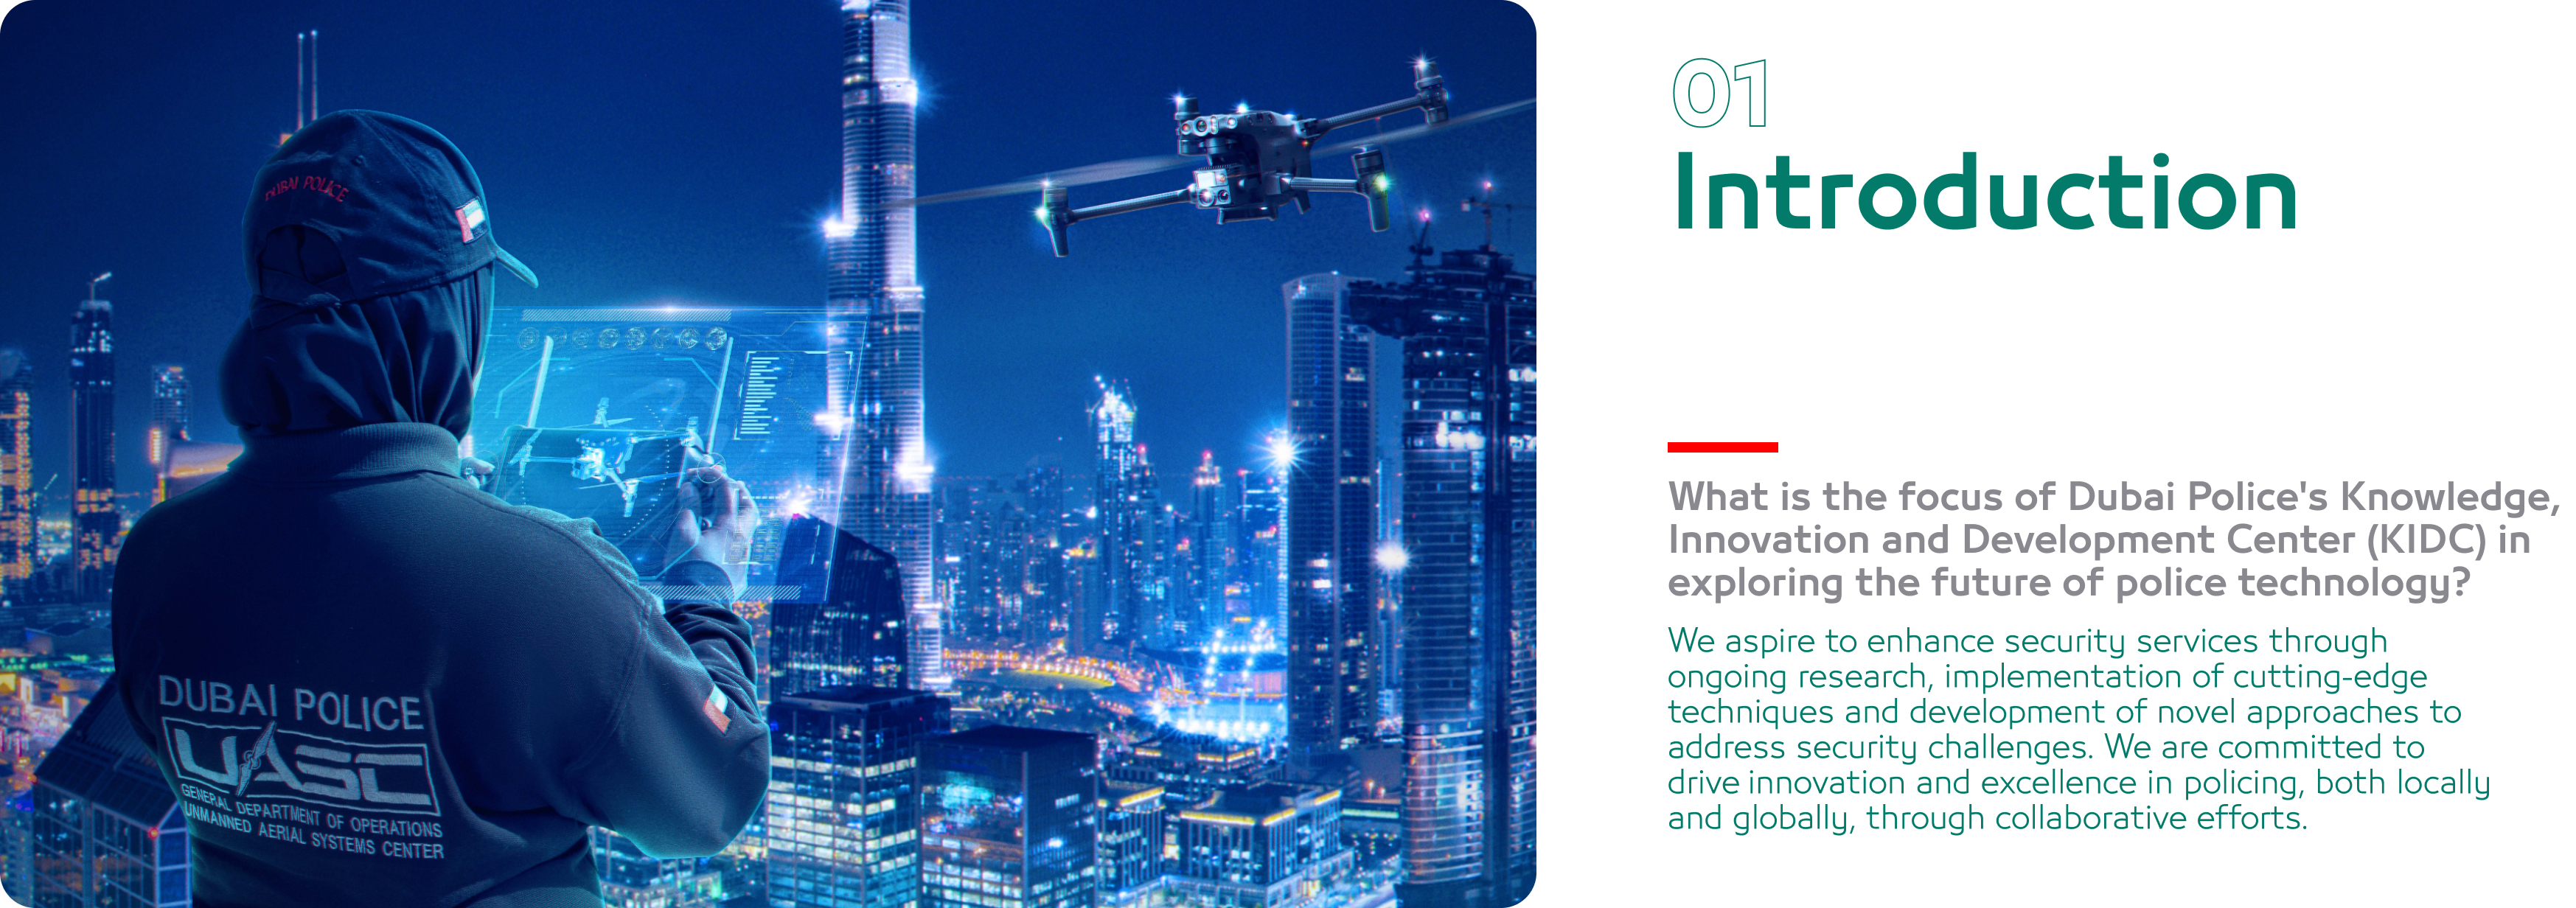 DUBAI POLICE
DUBAI POLICE
UASC
GENERAL DEPARTMENT OF OPERATIONS
UNMANNED AERIAL SYSTEMS CENTER
01
Introduction
What is the focus of Dubai Police's Knowledge,
Innovation and Development Center (KIDC) in
exploring the future of police technology?
We aspire to enhance security services through
ongoing research, implementation of cutting-edge
techniques and development of novel approaches to
address security challenges. We are committed to
drive innovation and excellence in policing, both locally
and globally, through collaborative efforts.